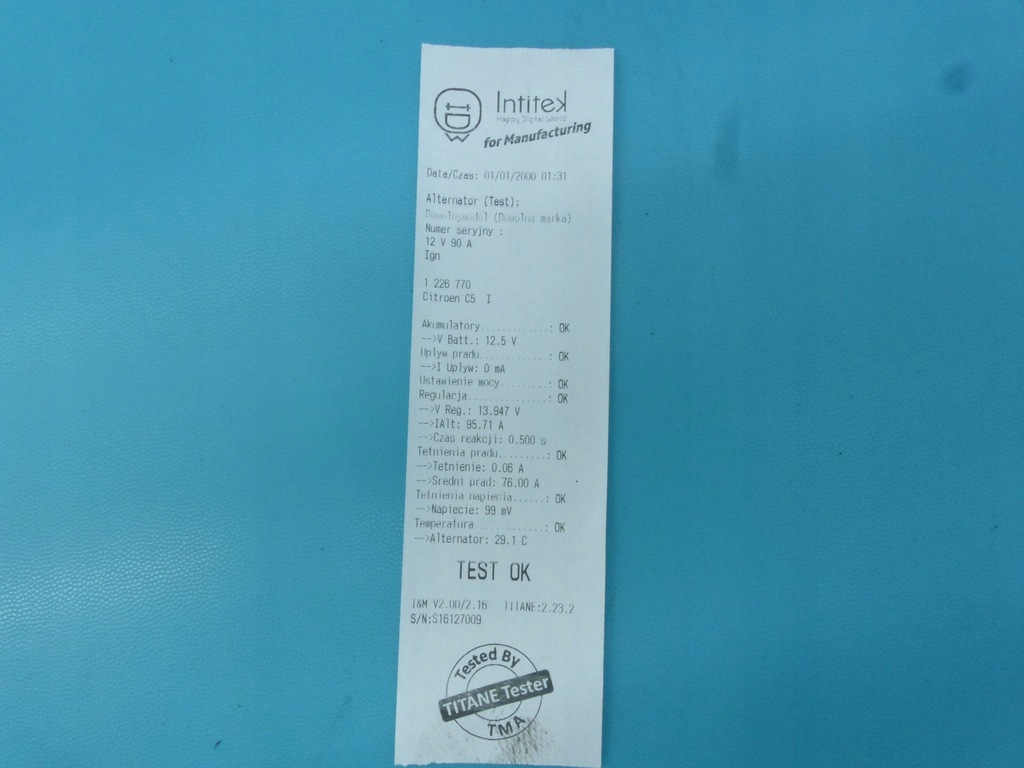 Intitek
Happy Digital World
for Manufacturing
Data/Czas: 01/01/2000 01:31
Alternator (Test):
Dowolnymodel (Dowolna marka)
Numer seryjny :
12 V 90 A
Ign
1 226 770
Citroen C5 I
Akumulatory...........: OK
-->V Batt.: 12.5 V
Uplyw pradu...........: OK
-->I Uplyw: 0 mA
Ustawienie mocy........: OK
Regulacja.............: OK
-->V Reg.: 13.947 V
-->IAlt: 95.71 A
-->Czas reakcji: 0.500 s
Tetnienia pradu........: OK
-->Tetnienie: 0.06 A
-->Sredni prad: 76.00 A
Tetnienia napiecia.....: OK
-->Napiecie: 99 mV
Temperatura...........: OK
-->Alternator: 29.1 C
TEST OK
I&M V2.00/2.16 TITANE:2.23.2
S/N:S16127009
Tested By
TITANE Tester
TMA